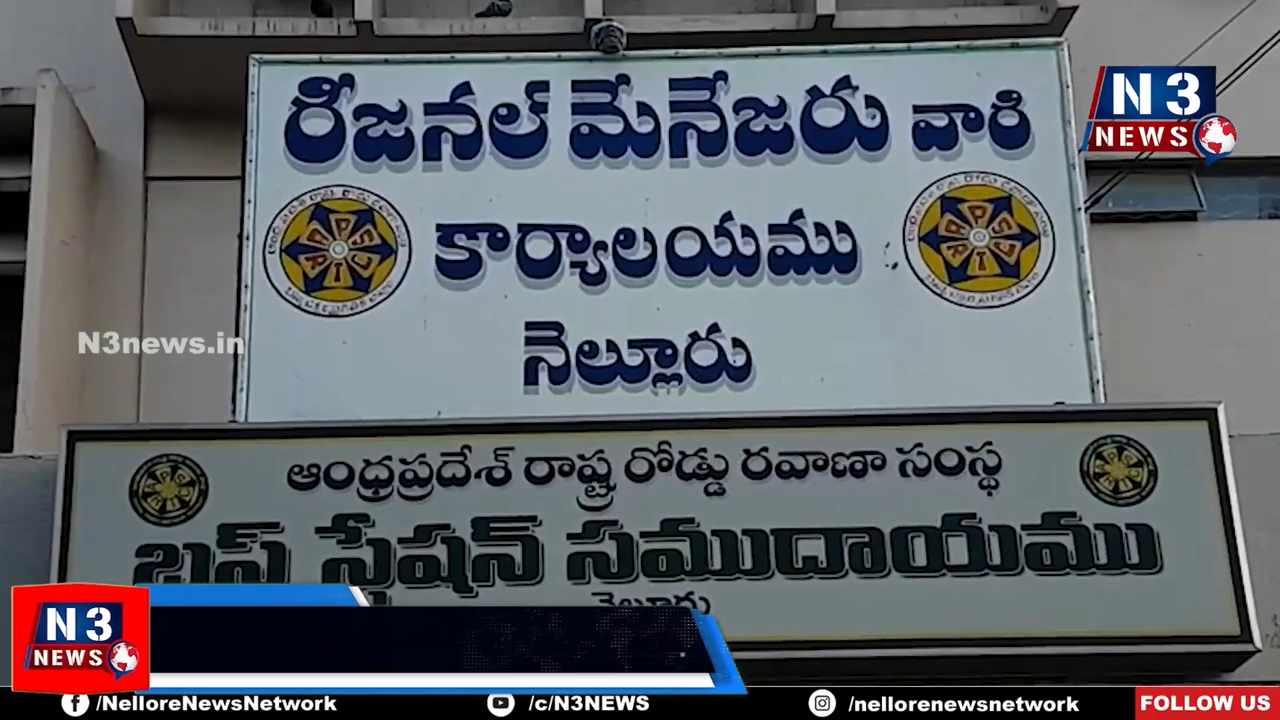 రీజనల్ మేనేజరు వారి
కార్యాలయము
నెల్లూరు
ఆంధ్రప్రదేశ్ రాష్ట్ర రోడ్డు రవాణా సంస్థ
బస్ స్టేషన్ సముదాయము
నెల్లూరు
N3 NEWS
N3news.in
N3 NEWS
/NelloreNewsNetwork
/c/N3NEWS
/nellorenewsnetwork
FOLLOW US